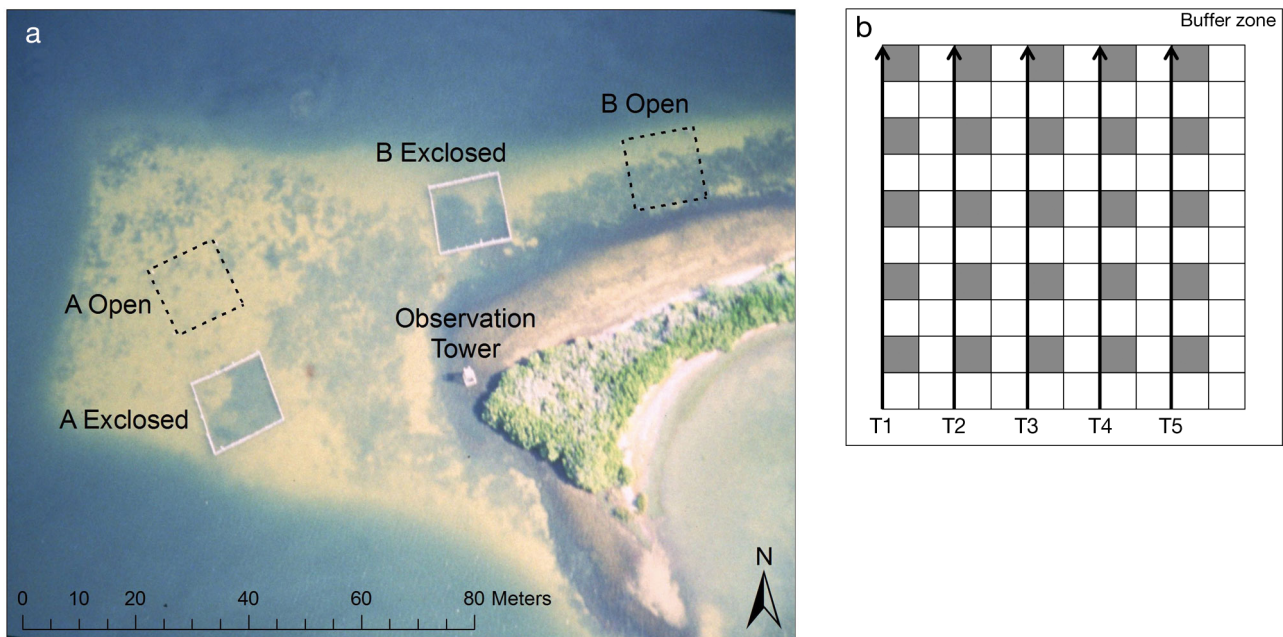 a
B Open
B Exclosed
A Open
Observation
Tower
A Exclosed
N
0 10 20 40 60 80 Meters
b
Buffer zone
T1 T2 T3 T4 T5